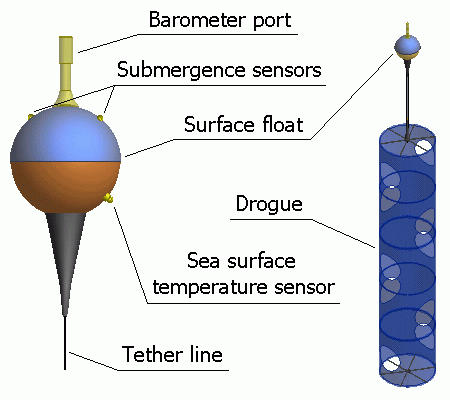 Barometer port
Submergence sensors
Surface float
Drogue
Sea surface
temperature sensor
Tether line